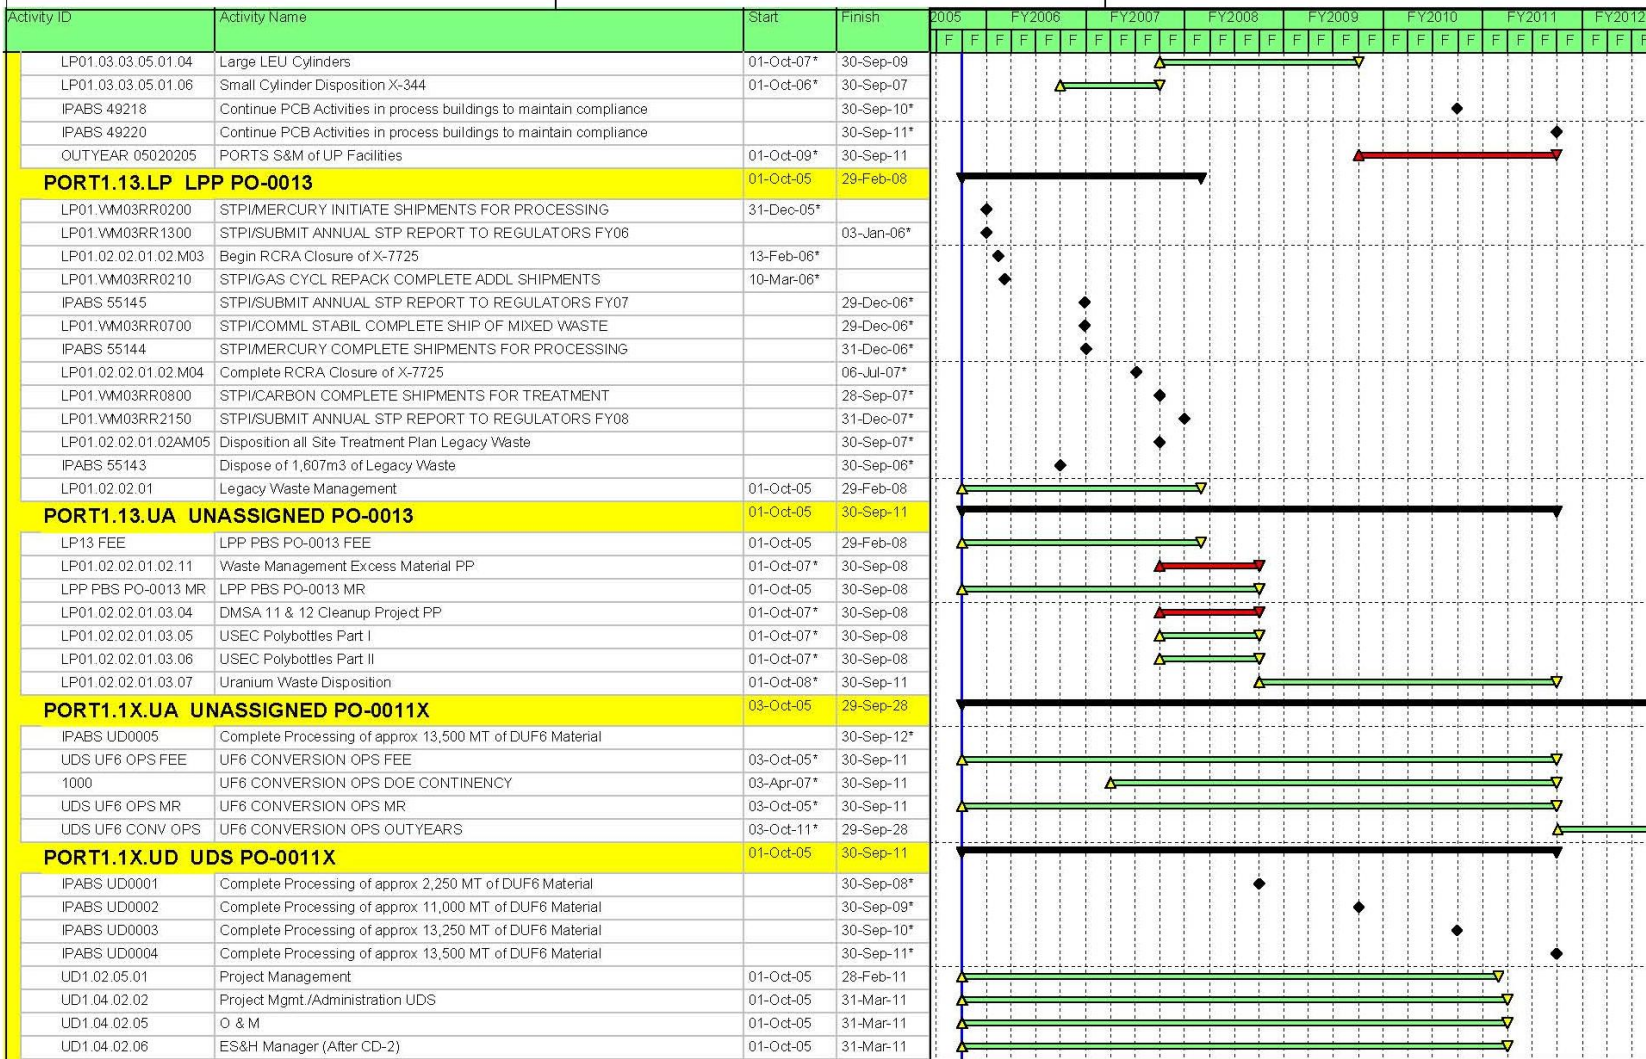 Activity ID Activity Name Start Finish 2005 FY2006 FY2007 FY2008 FY2009 FY2010 FY2011 FY2012
F F F F F F F F F F F F F F F F F F F F F F F F F F F F F
LP01.03.03.05.01.04 Large LEU Cylinders 01-Oct-07* 30-Sep-09
LP01.03.03.05.01.06 Small Cylinder Disposition X-344 01-Oct-06* 30-Sep-07
IPABS 49218 Continue PCB Activities in process buildings to maintain compliance 30-Sep-10*
IPABS 49220 Continue PCB Activities in process buildings to maintain compliance 30-Sep-11*
OUTYEAR 05020205 PORTS S&M of UP Facilities 01-Oct-09* 30-Sep-11
PORT1.13.LP LPP PO-0013 01-Oct-05 29-Feb-08
LP01.WM03RR0200 STPI/MERCURY INITIATE SHIPMENTS FOR PROCESSING 31-Dec-05*
LP01.WM03RR1300 STPI/SUBMIT ANNUAL STP REPORT TO REGULATORS FY06 03-Jan-06*
LP01.02.02.01.02.M03 Begin RCRA Closure of X-7725 13-Feb-06*
LP01.WM03RR0210 STPI/GAS CYCL REPACK COMPLETE ADDL SHIPMENTS 10-Mar-06*
IPABS 55145 STPI/SUBMIT ANNUAL STP REPORT TO REGULATORS FY07 29-Dec-06*
LP01.WM03RR0700 STPI/COMML STABIL COMPLETE SHIP OF MIXED WASTE 29-Dec-06*
IPABS 55144 STPI/MERCURY COMPLETE SHIPMENTS FOR PROCESSING 31-Dec-06*
LP01.02.02.01.02.M04 Complete RCRA Closure of X-7725 06-Jul-07*
LP01.WM03RR0800 STPI/CARBON COMPLETE SHIPMENTS FOR TREATMENT 28-Sep-07*
LP01.WM03RR2150 STPI/SUBMIT ANNUAL STP REPORT TO REGULATORS FY08 31-Dec-07*
LP01.02.02.01.02AM05 Disposition all Site Treatment Plan Legacy Waste 30-Sep-07*
IPABS 55143 Dispose of 1,607m3 of Legacy Waste 30-Sep-06*
LP01.02.02.01 Legacy Waste Management 01-Oct-05 29-Feb-08
PORT1.13.UA UNASSIGNED PO-0013 01-Oct-05 30-Sep-11
LP13 FEE LPP PBS PO-0013 FEE 01-Oct-05 29-Feb-08
LP01.02.02.01.02.11 Waste Management Excess Material PP 01-Oct-07* 30-Sep-08
LPP PBS PO-0013 MR LPP PBS PO-0013 MR 01-Oct-05 30-Sep-08
LP01.02.02.01.03.04 DMSA 11 & 12 Cleanup Project PP 01-Oct-07* 30-Sep-08
LP01.02.02.01.03.05 USEC Polybottles Part I 01-Oct-07* 30-Sep-08
LP01.02.02.01.03.06 USEC Polybottles Part II 01-Oct-07* 30-Sep-08
LP01.02.02.01.03.07 Uranium Waste Disposition 01-Oct-08* 30-Sep-11
PORT1.1X.UA UNASSIGNED PO-0011X 03-Oct-05 29-Sep-28
IPABS UD0005 Complete Processing of approx 13,500 MT of DUF6 Material 30-Sep-12*
UDS UF6 OPS FEE UF6 CONVERSION OPS FEE 03-Oct-05* 30-Sep-11
1000 UF6 CONVERSION OPS DOE CONTINENCY 03-Apr-07* 30-Sep-11
UDS UF6 OPS MR UF6 CONVERSION OPS MR 03-Oct-05* 30-Sep-11
UDS UF6 CONV OPS UF6 CONVERSION OPS OUTYEARS 03-Oct-11* 29-Sep-28
PORT1.1X.UD UDS PO-0011X 01-Oct-05 30-Sep-11
IPABS UD0001 Complete Processing of approx 2,250 MT of DUF6 Material 30-Sep-08*
IPABS UD0002 Complete Processing of approx 11,000 MT of DUF6 Material 30-Sep-09*
IPABS UD0003 Complete Processing of approx 13,250 MT of DUF6 Material 30-Sep-10*
IPABS UD0004 Complete Processing of approx 13,500 MT of DUF6 Material 30-Sep-11*
UD1.02.05.01 Project Management 01-Oct-05 28-Feb-11
UD1.04.02.02 Project Mgmt./Administration UDS 01-Oct-05 31-Mar-11
UD1.04.02.05 O & M 01-Oct-05 31-Mar-11
UD1.04.02.06 ES&H Manager (After CD-2) 01-Oct-05 31-Mar-11